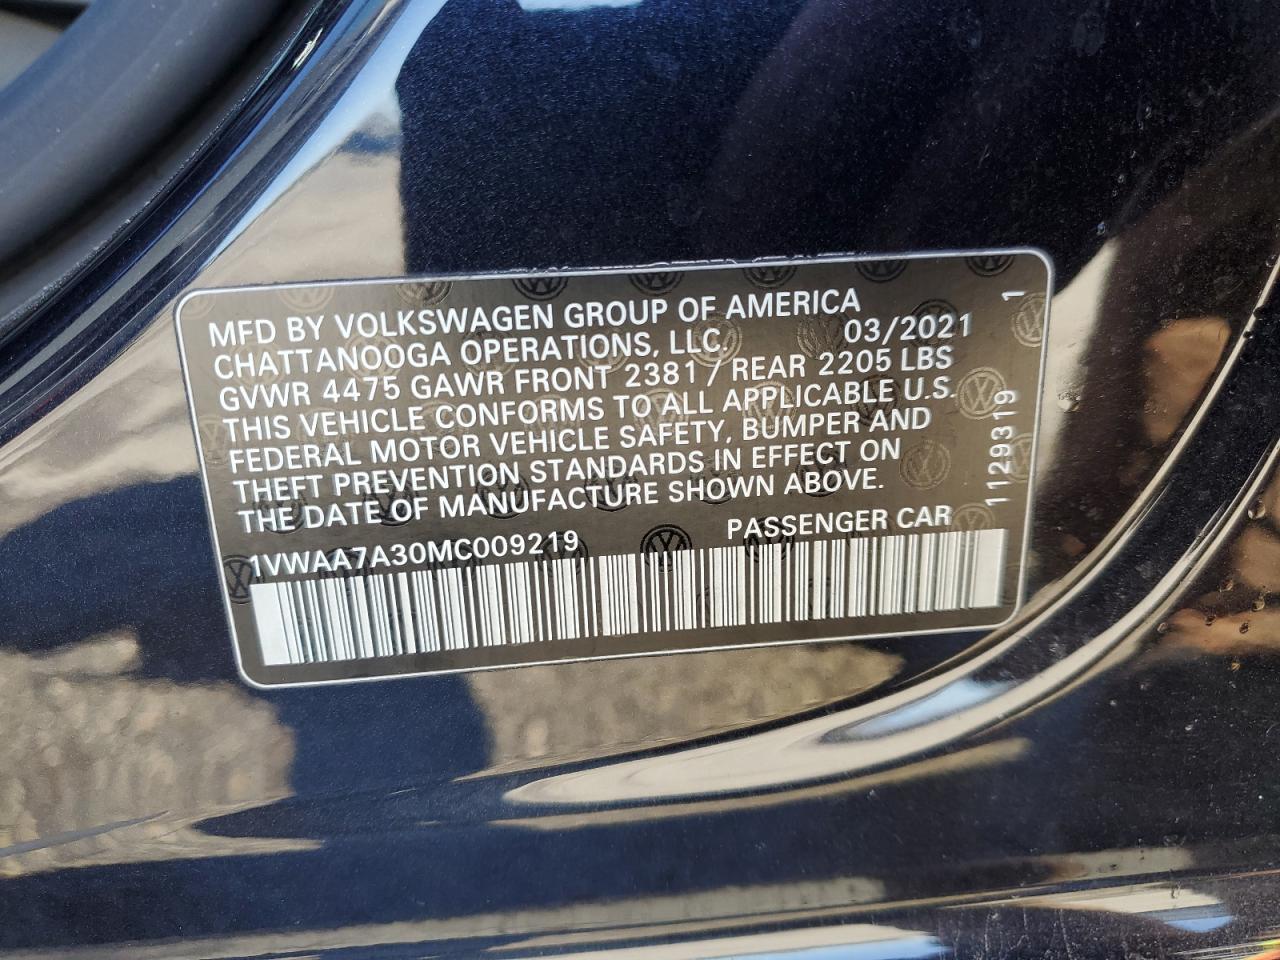 MFD BY VOLKSWAGEN GROUP OF AMERICA
CHATTANOOGA OPERATIONS, LLC. 03/2021
GVWR 4475 GAWR FRONT 2381 / REAR 2205 LBS
THIS VEHICLE CONFORMS TO ALL APPLICABLE U.S.
FEDERAL MOTOR VEHICLE SAFETY, BUMPER AND
THEFT PREVENTION STANDARDS IN EFFECT ON
THE DATE OF MANUFACTURE SHOWN ABOVE.
1VWAA7A30MC009219 PASSENGER CAR
1129319 1